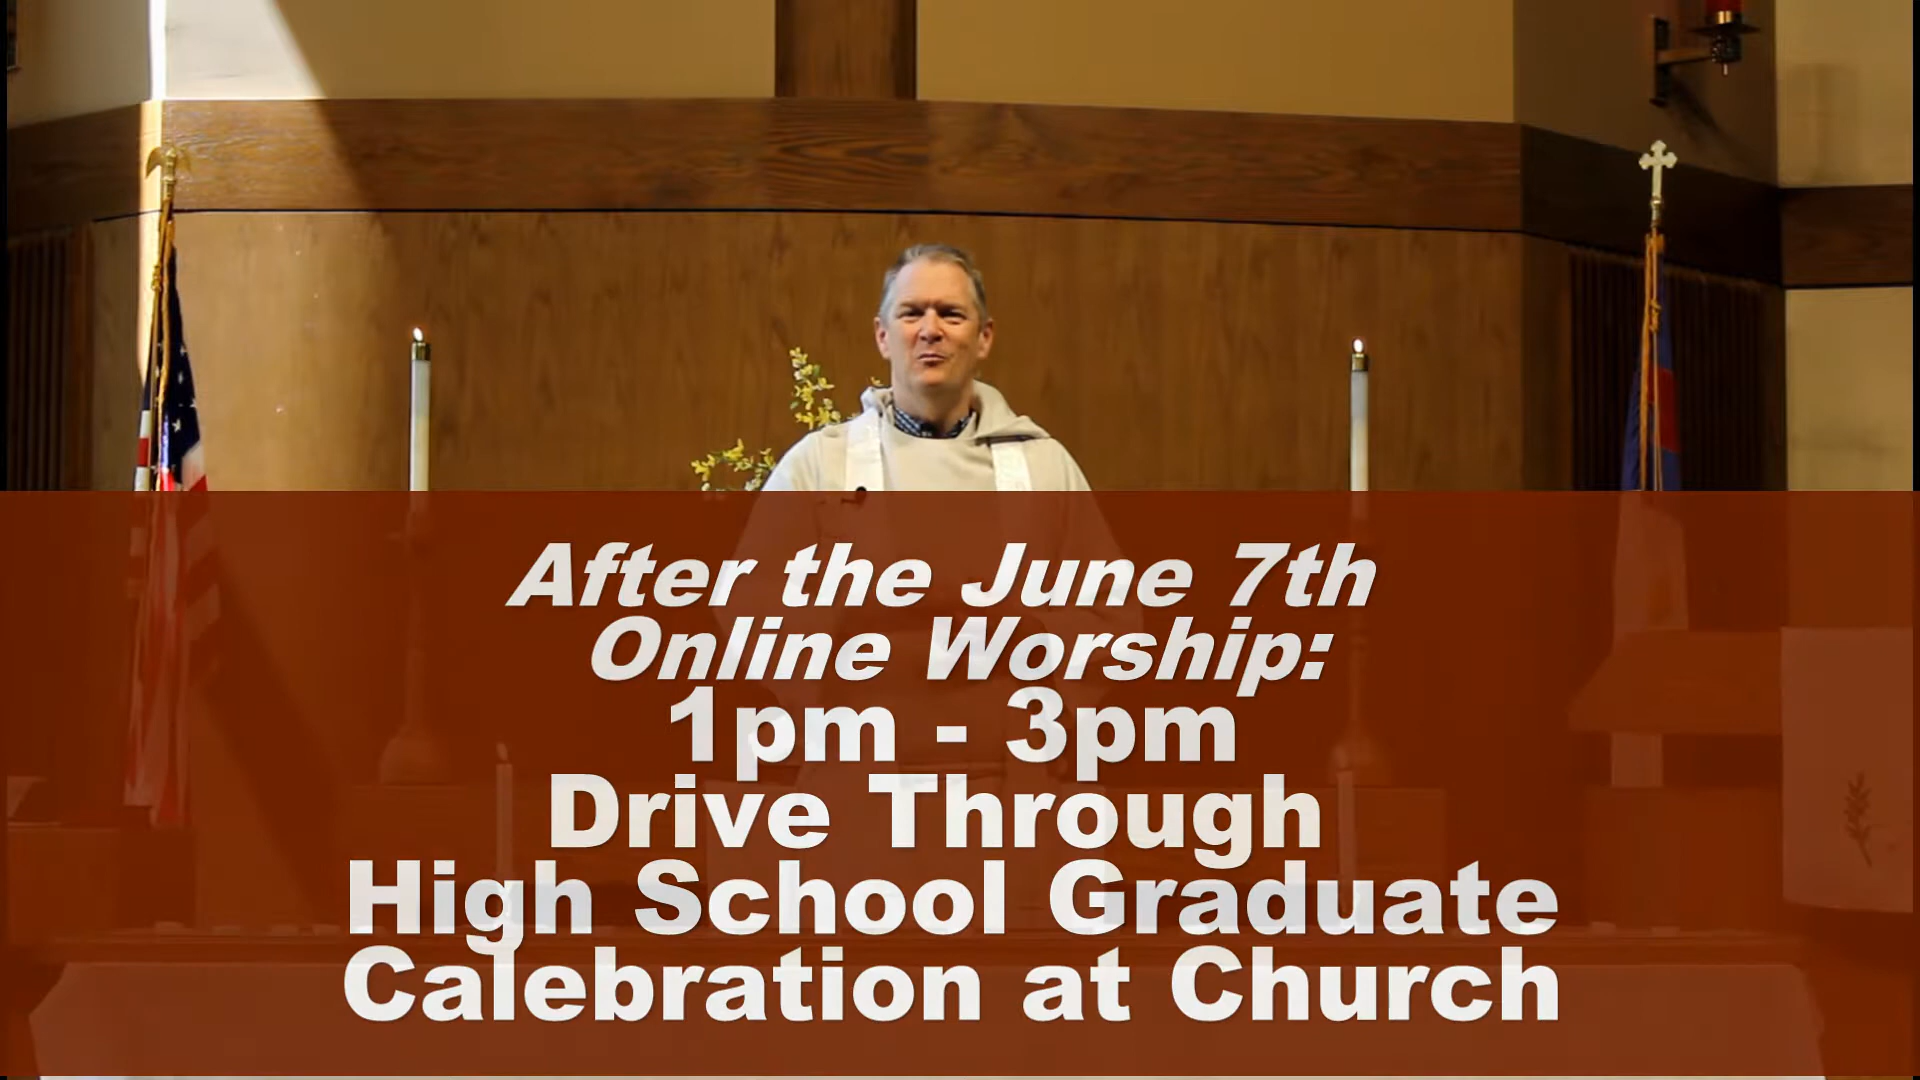 After the June 7th
Online Worship:
1pm - 3pm
Drive Through
High School Graduate
Calebration at Church